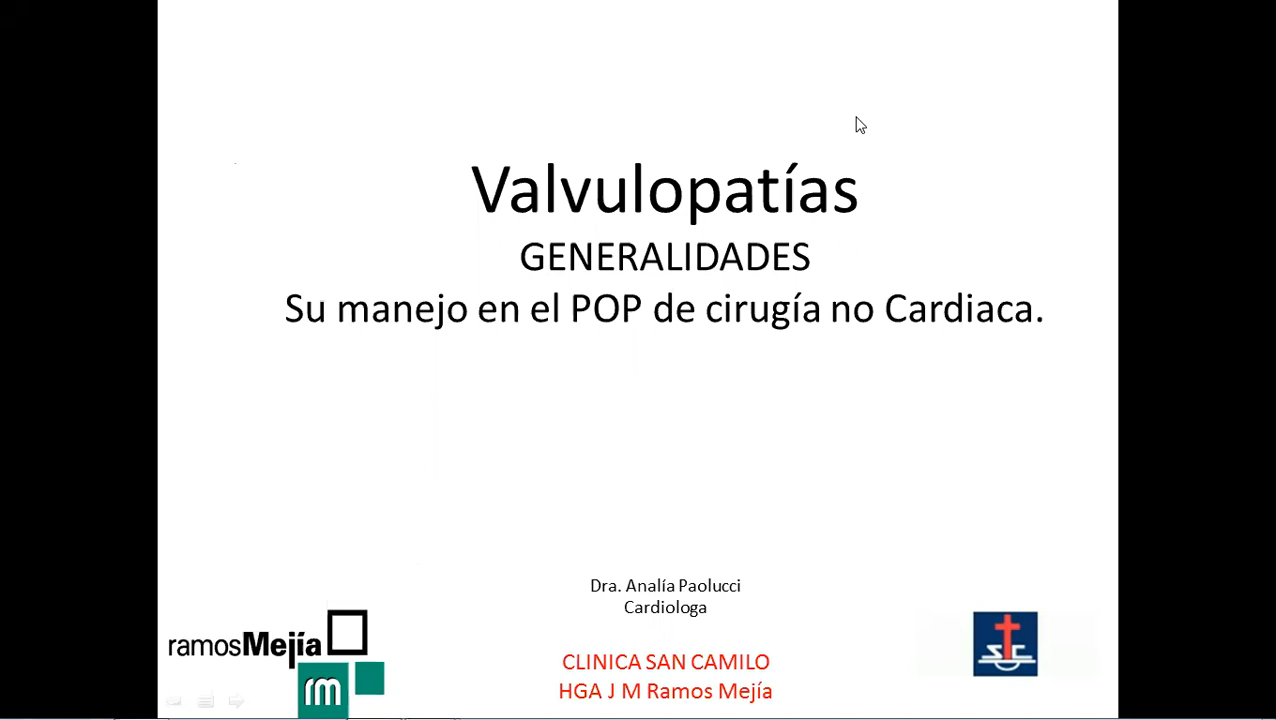 Valvulopatías
GENERALIDADES
Su manejo en el POP de cirugía no Cardiaca.
Dra. Analía Paolucci
Cardiologa
ramosMejía
rm
CLINICA SAN CAMILO
HGA J M Ramos Mejía
SC